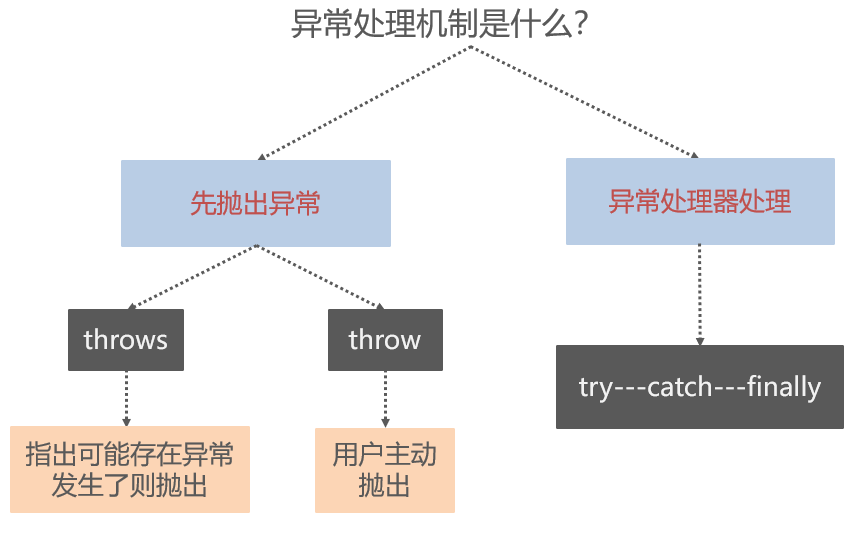 异常处理机制是什么?
先抛出异常
异常处理器处理
throws
throw
try---catch---finally
指出可能存在异常
发生了则抛出
用户主动
抛出